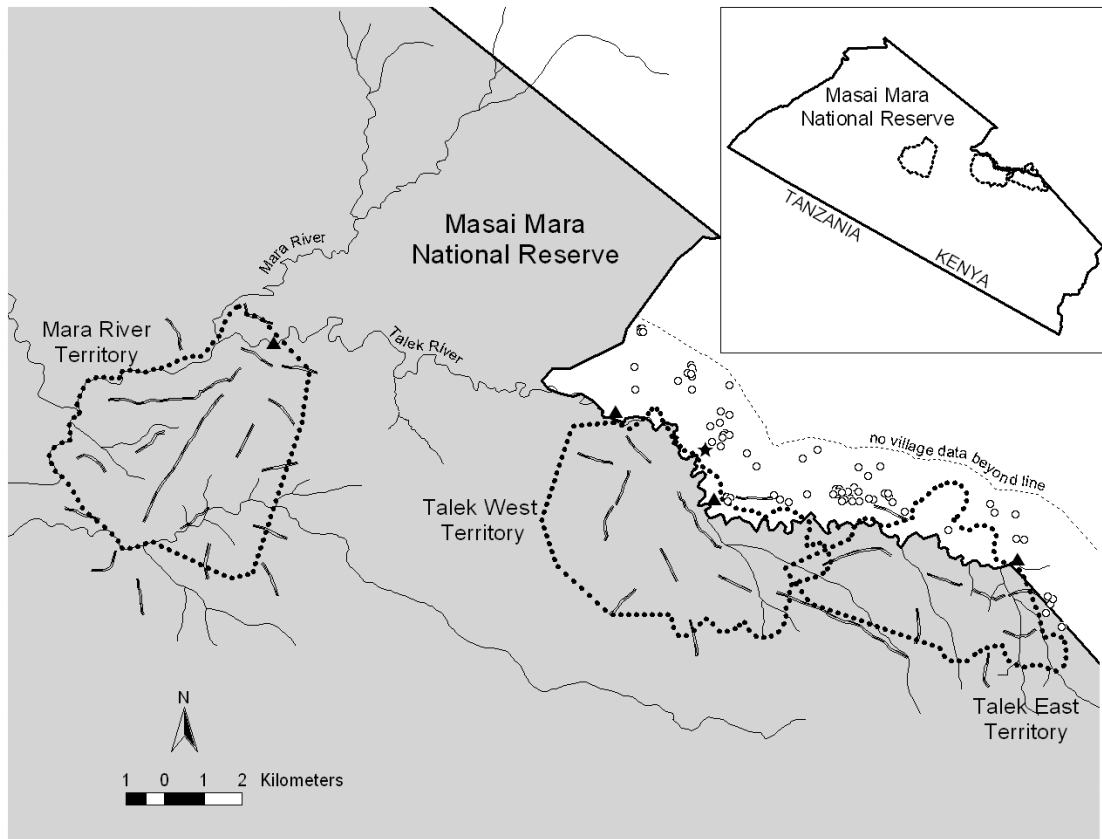 Masai Mara
National Reserve
TANZANIA
KENYA
Masai Mara
National Reserve
Mara River
Mara River
Territory
Talek River
no village data beyond line
Talek West
Territory
Talek East
Territory
N
1 0 1 2 Kilometers